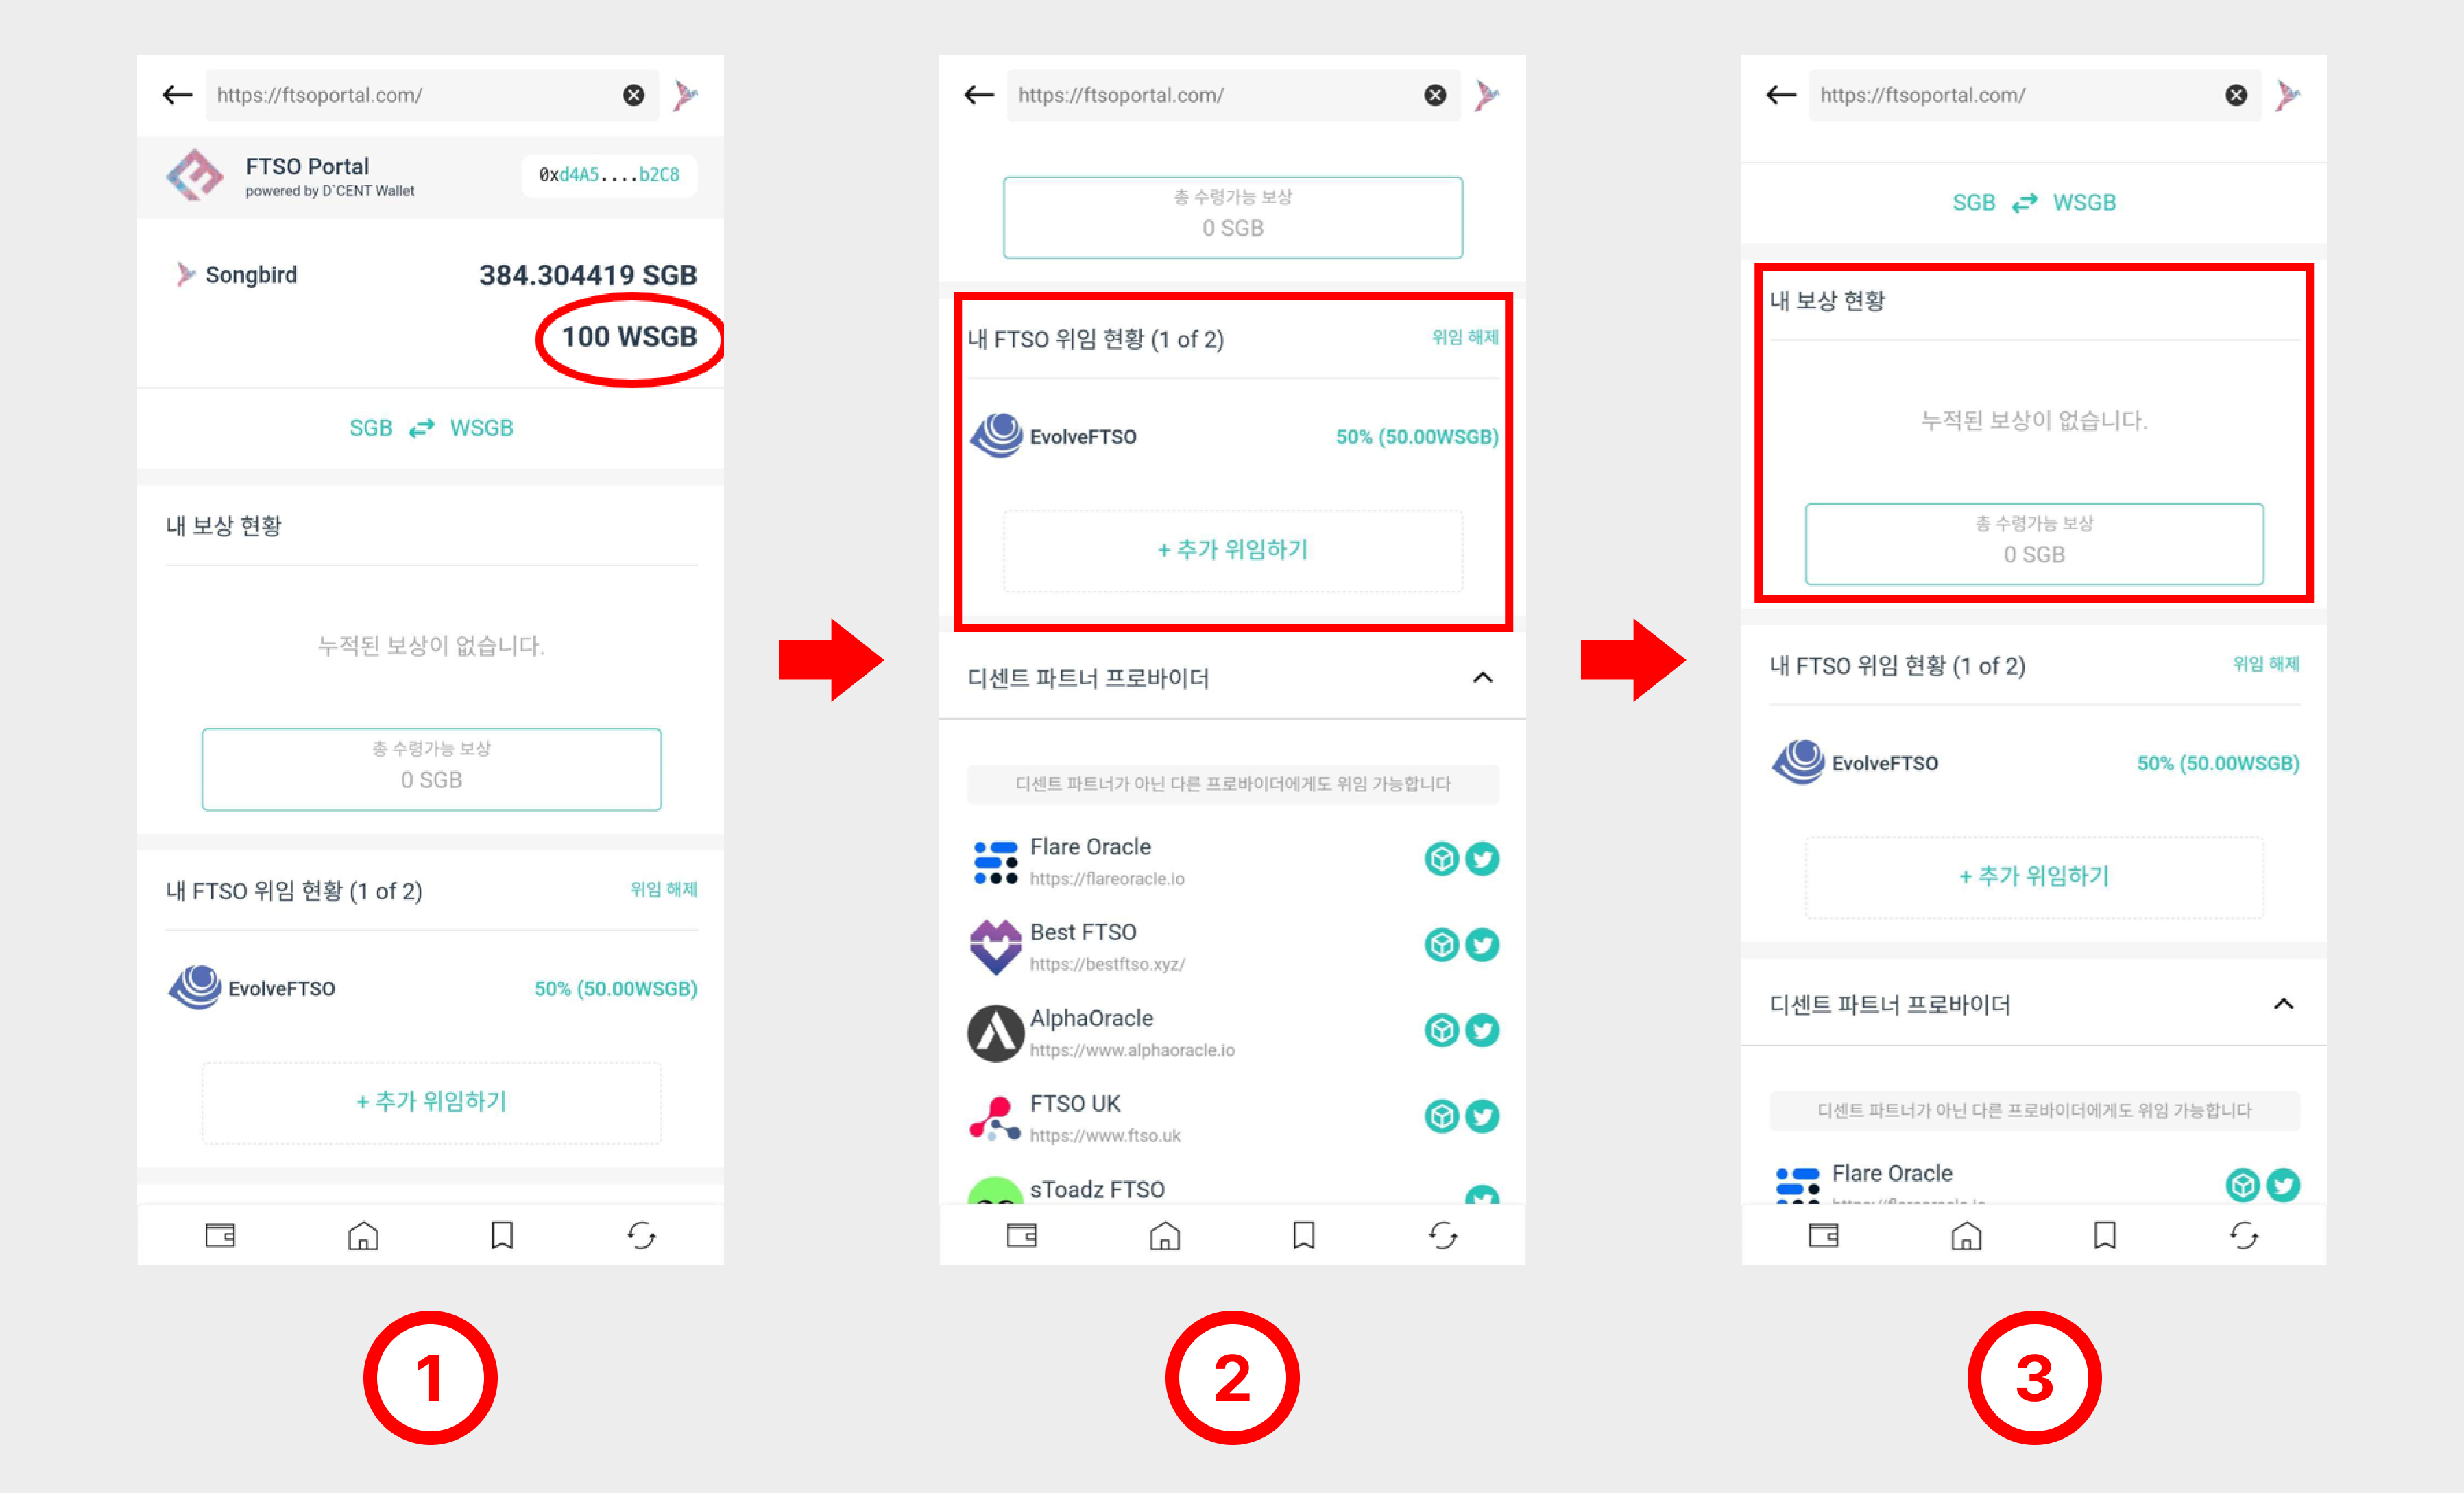 https://ftsoportal.com/
FTSO Portal
powered by D'CENT Wallet
0xd4A5....b2C8
Songbird
384.304419 SGB
100 WSGB
SGB WSGB
내 보상 현황
누적된 보상이 없습니다.
총 수령가능 보상
0 SGB
내 FTSO 위임 현황 (1 of 2)
위임 해제
EvolveFTSO
50% (50.00WSGB)
+ 추가 위임하기
1
https://ftsoportal.com/
총 수령가능 보상
0 SGB
내 FTSO 위임 현황 (1 of 2)
위임 해제
EvolveFTSO
50% (50.00WSGB)
+ 추가 위임하기
디센트 파트너 프로바이더
디센트 파트너가 아닌 다른 프로바이더에게도 위임 가능합니다
Flare Oracle
https://flareoracle.io
Best FTSO
https://bestftso.xyz/
AlphaOracle
https://www.alphaoracle.io
FTSO UK
https://www.ftso.uk
sToadz FTSO
2
https://ftsoportal.com/
SGB WSGB
내 보상 현황
누적된 보상이 없습니다.
총 수령가능 보상
0 SGB
내 FTSO 위임 현황 (1 of 2)
위임 해제
EvolveFTSO
50% (50.00WSGB)
+ 추가 위임하기
디센트 파트너 프로바이더
디센트 파트너가 아닌 다른 프로바이더에게도 위임 가능합니다
Flare Oracle
3